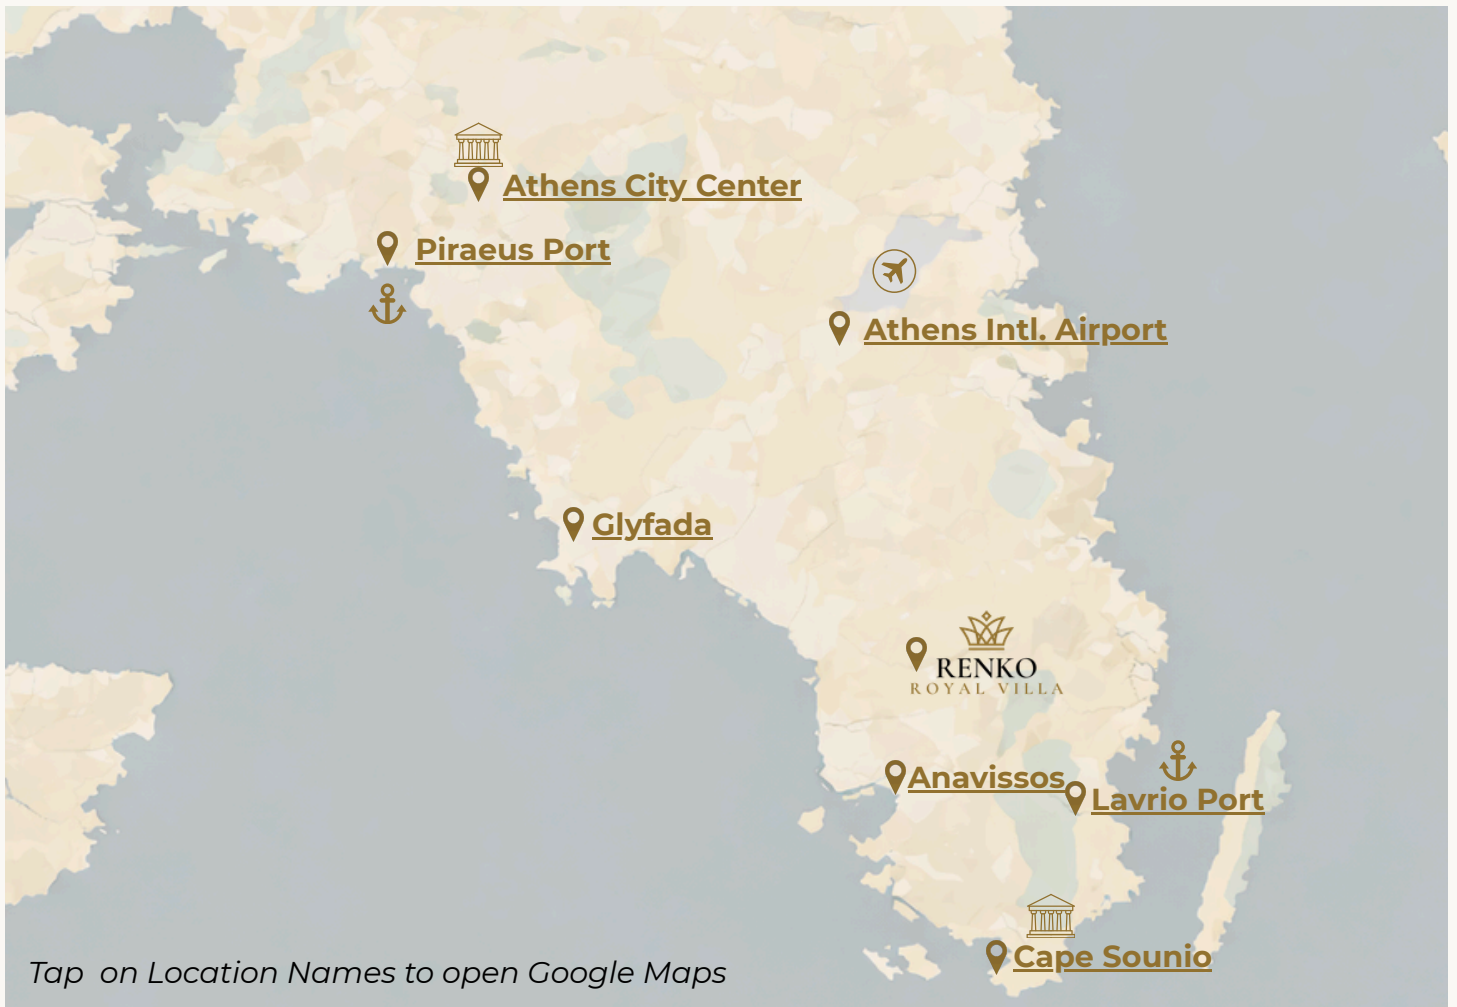 Athens City Center
Piraeus Port
Athens Intl. Airport
Glyfada
RENKO
ROYAL VILLA
Anavissos
Lavrio Port
Cape Sounio
Tap on Location Names to open Google Maps